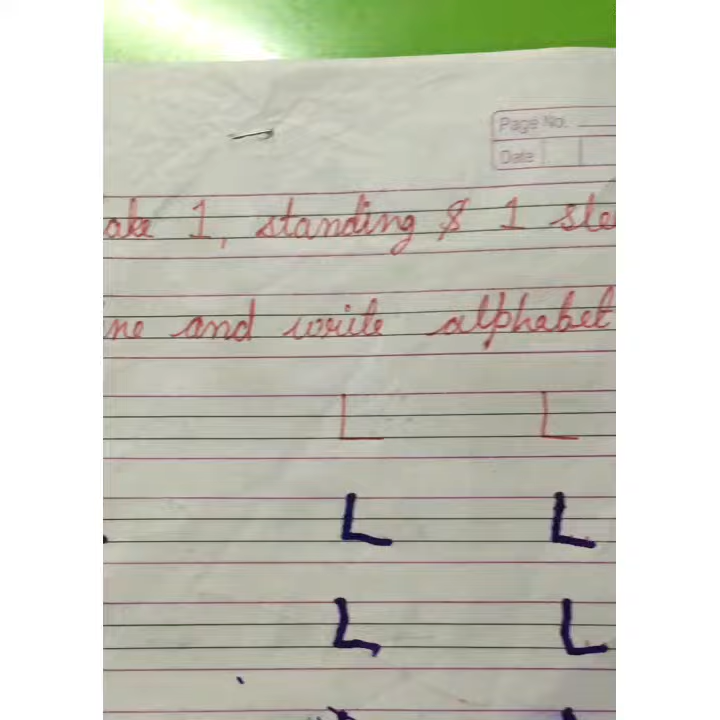 Page No.
Date
ake 1, standing & 1 sle
ne and write alphabet
L L
L L
L L